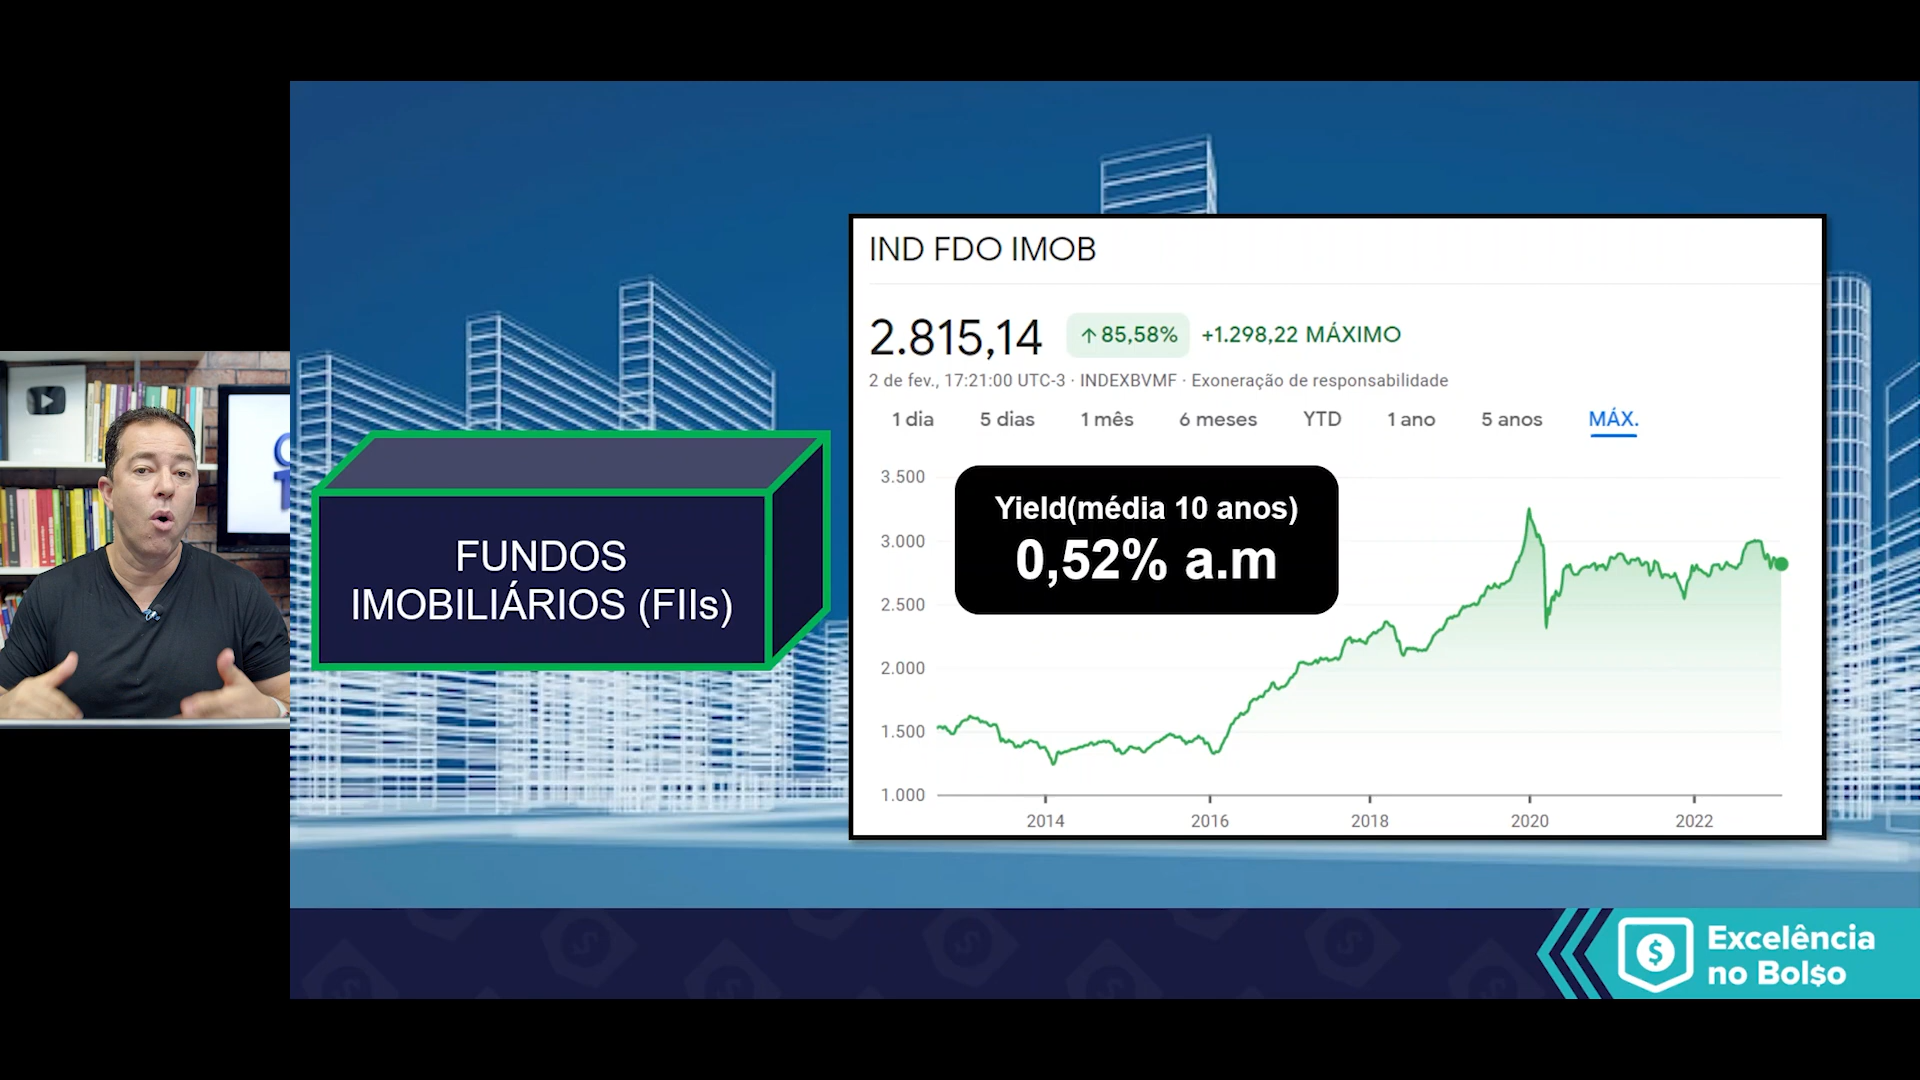 IND FDO IMOB
2.815,14 ↑ 85,58% +1.298,22 MÁXIMO
2 de fev., 17:21:00 UTC-3 · INDEXBVMF · Exoneração de responsabilidade
1 dia 5 dias 1 mês 6 meses YTD 1 ano 5 anos MÁX.
3.500
Yield(média 10 anos)
0,52% a.m
3.000
2.500
2.000
1.500
1.000
2014 2016 2018 2020 2022
FUNDOS
IMOBILIÁRIOS (FIIs)
Excelência
no Bol$o